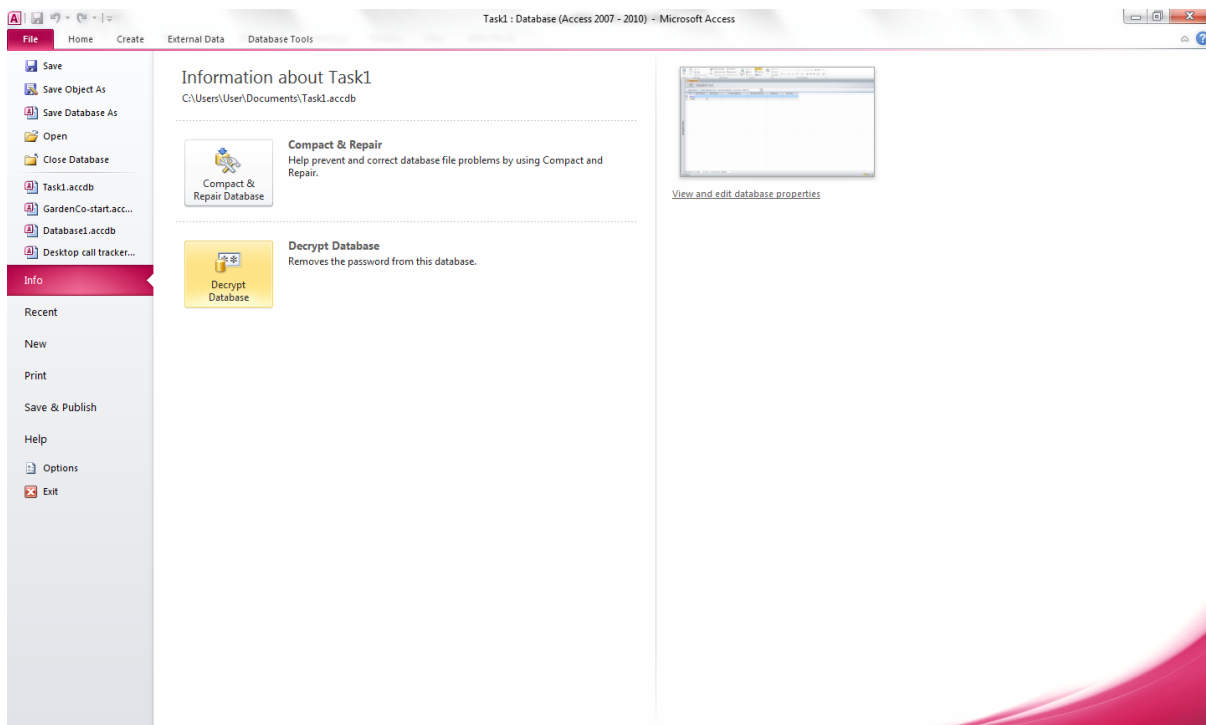 Task1 : Database (Access 2007 - 2010) - Microsoft Access
File Home Create External Data Database Tools
Save
Save Object As
Save Database As
Open
Close Database
Task1.accdb
GardenCo-start.acc...
Database1.accdb
Desktop call tracker...
Info
Recent
New
Print
Save & Publish
Help
Options
Exit
Information about Task1
C:\Users\User\Documents\Task1.accdb
Compact &
Repair Database
Compact & Repair
Help prevent and correct database file problems by using Compact and
Repair.
Decrypt
Database
Decrypt Database
Removes the password from this database.
View and edit database properties